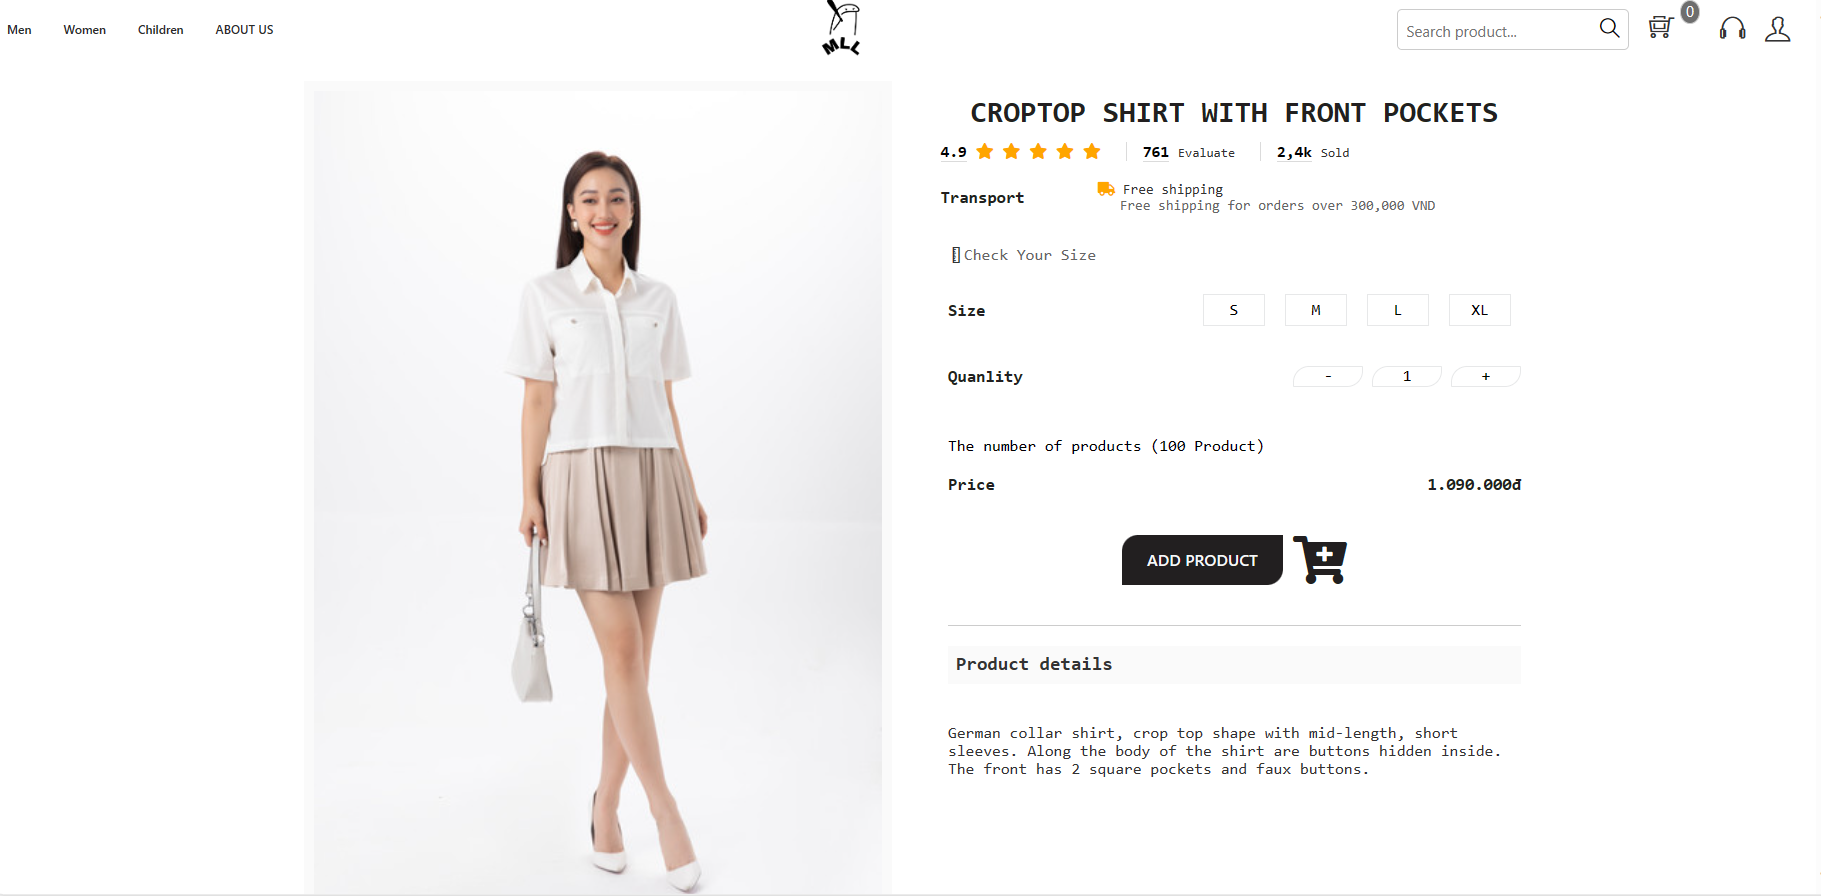 Men Women Children ABOUT US
MLL
Search product...
0
CROPTOP SHIRT WITH FRONT POCKETS
4.9 761 Evaluate 2,4k Sold
Transport
Free shipping
Free shipping for orders over 300,000 VND
Check Your Size
Size S M L XL
Quanlity - 1 +
The number of products (100 Product)
Price 1.090.000đ
ADD PRODUCT
Product details
German collar shirt, crop top shape with mid-length, short
sleeves. Along the body of the shirt are buttons hidden inside.
The front has 2 square pockets and faux buttons.